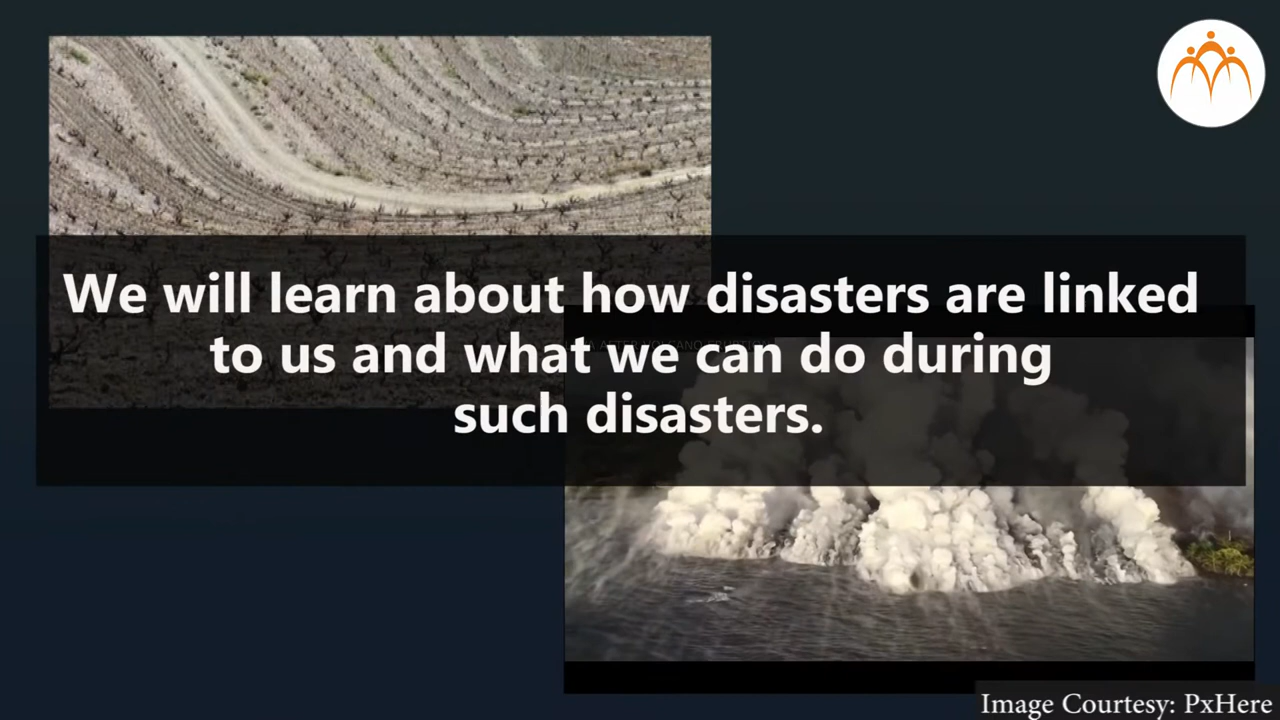 We will learn about how disasters are linked
to us and what we can do during
such disasters.
Image Courtesy: PxHere